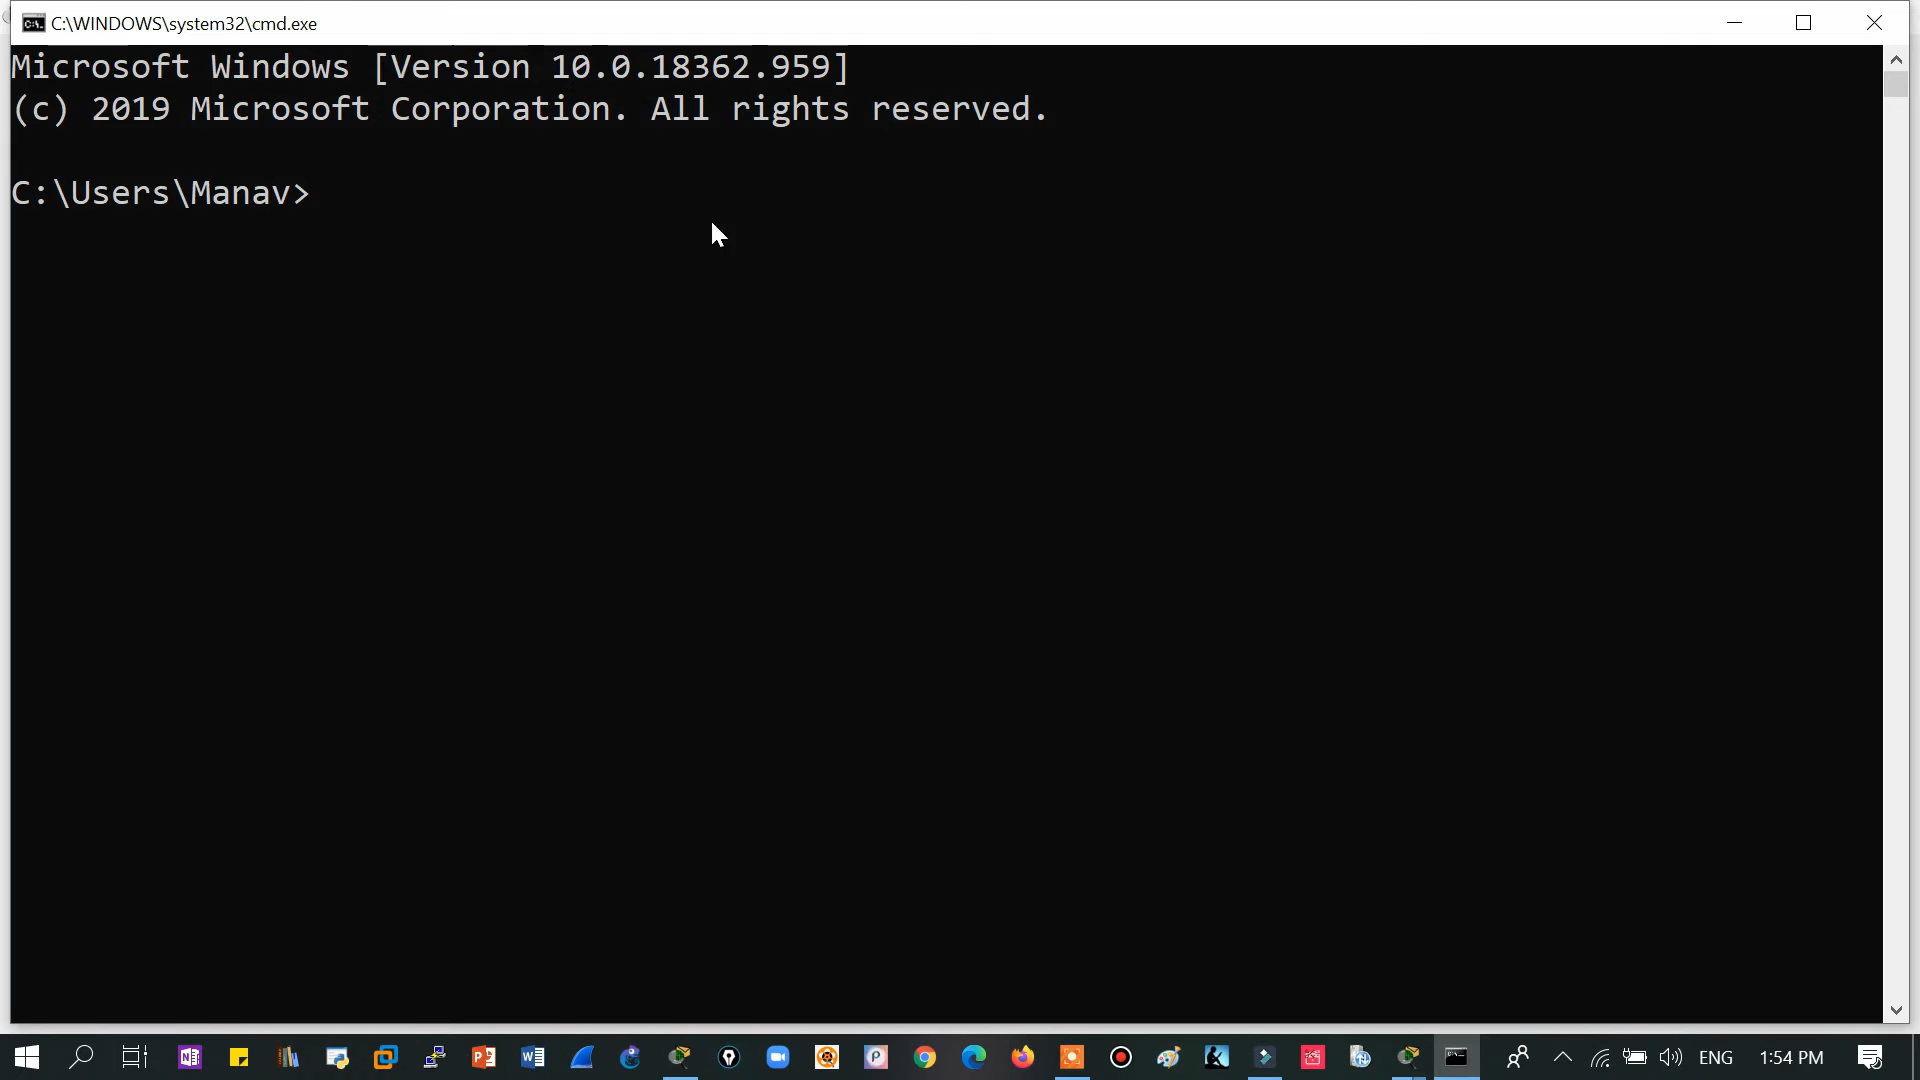 C:\WINDOWS\system32\cmd.exe
Microsoft Windows [Version 10.0.18362.959]
(c) 2019 Microsoft Corporation. All rights reserved.
C:\Users\Manav>
ENG
1:54 PM